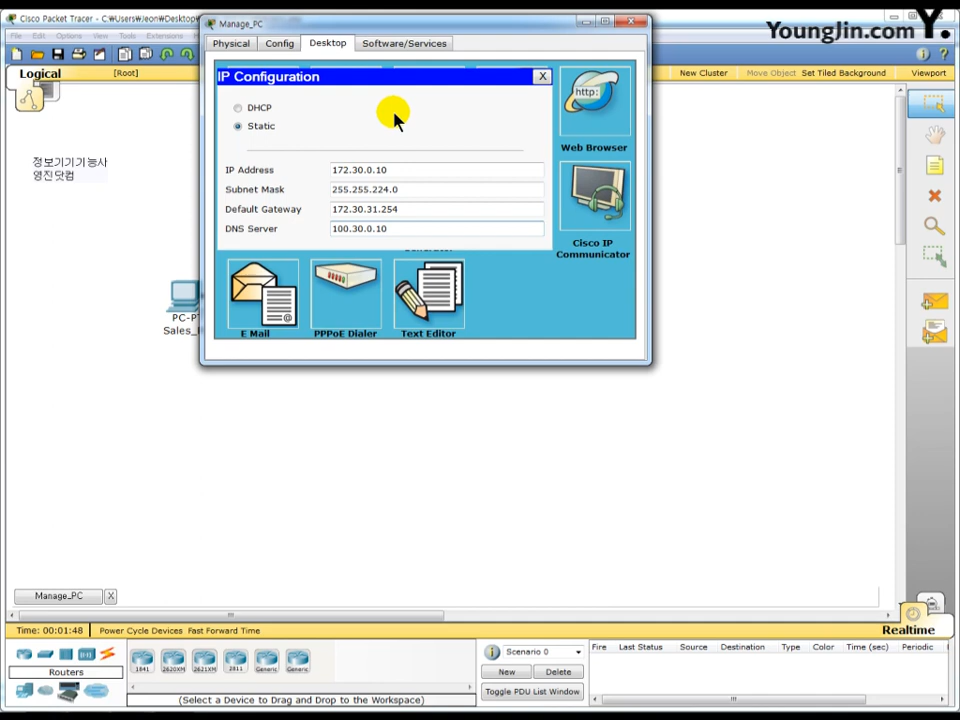 Cisco Packet Tracer - C:₩Users₩Jeon₩Desktop₩
YoungJin.com Y.
File Edit Options View Tools Extensions
Manage_PC
Physical Config Desktop Software/Services
Logical [Root] New Cluster Move Object Set Tiled Background Viewport
IP Configuration X
DHCP
Static
IP Address 172.30.0.10
Subnet Mask 255.255.224.0
Default Gateway 172.30.31.254
DNS Server 100.30.0.10
http:
Web Browser
Cisco IP
Communicator
E Mail PPPoE Dialer Text Editor
정보기기기능사
영진닷컴
PC-PT
Sales_
Manage_PC X
Time: 00:01:48 Power Cycle Devices Fast Forward Time Realtime
Routers
1841 2620XM 2621XM 2811 Generic Generic
(Select a Device to Drag and Drop to the Workspace)
Scenario 0
New Delete
Toggle PDU List Window
Fire Last Status Source Destination Type Color Time (sec) Periodic